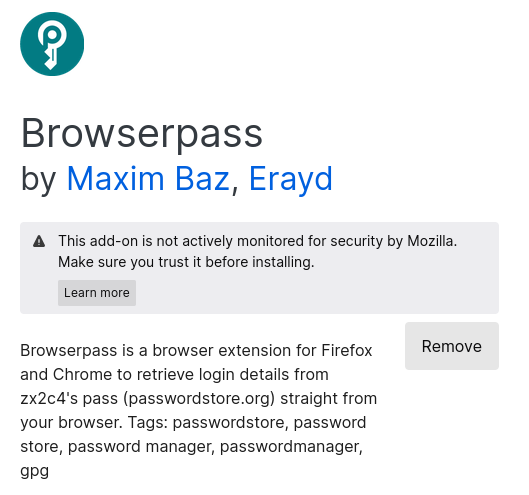 Browserpass
by Maxim Baz, Erayd
This add-on is not actively monitored for security by Mozilla.
Make sure you trust it before installing.
Learn more
Remove
Browserpass is a browser extension for Firefox
and Chrome to retrieve login details from
zx2c4's pass (passwordstore.org) straight from
your browser. Tags: passwordstore, password
store, password manager, passwordmanager,
gpg